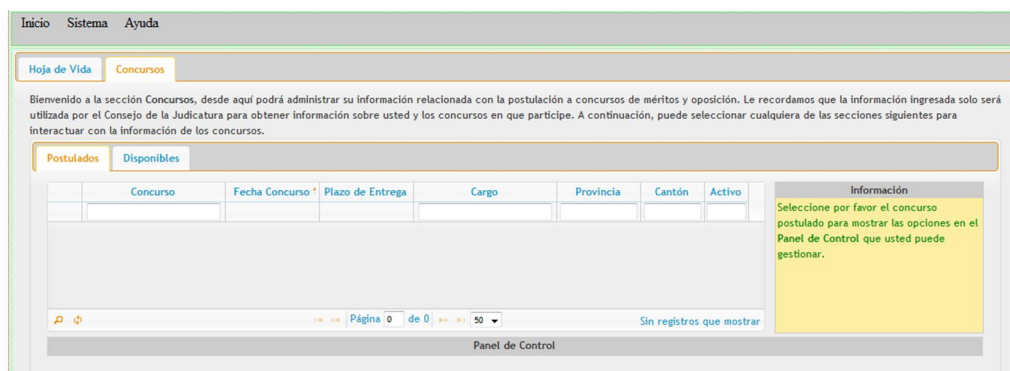 Inicio Sistema Ayuda
Hoja de Vida Concursos
Bienvenido a la sección Concursos, desde aquí podrá administrar su información relacionada con la postulación a concursos de méritos y oposición. Le recordamos que la información ingresada solo será
utilizada por el Consejo de la Judicatura para obtener información sobre usted y los concursos en que participe. A continuación, puede seleccionar cualquiera de las secciones siguientes para
interactuar con la información de los concursos.
Postulados Disponibles
Concurso Fecha Concurso Plazo de Entrega Cargo Provincia Cantón Activo
Información
Seleccione por favor el concurso
postulado para mostrar las opciones en el
Panel de Control que usted puede
gestionar.
Página 0 de 0 50 Sin registros que mostrar
Panel de Control